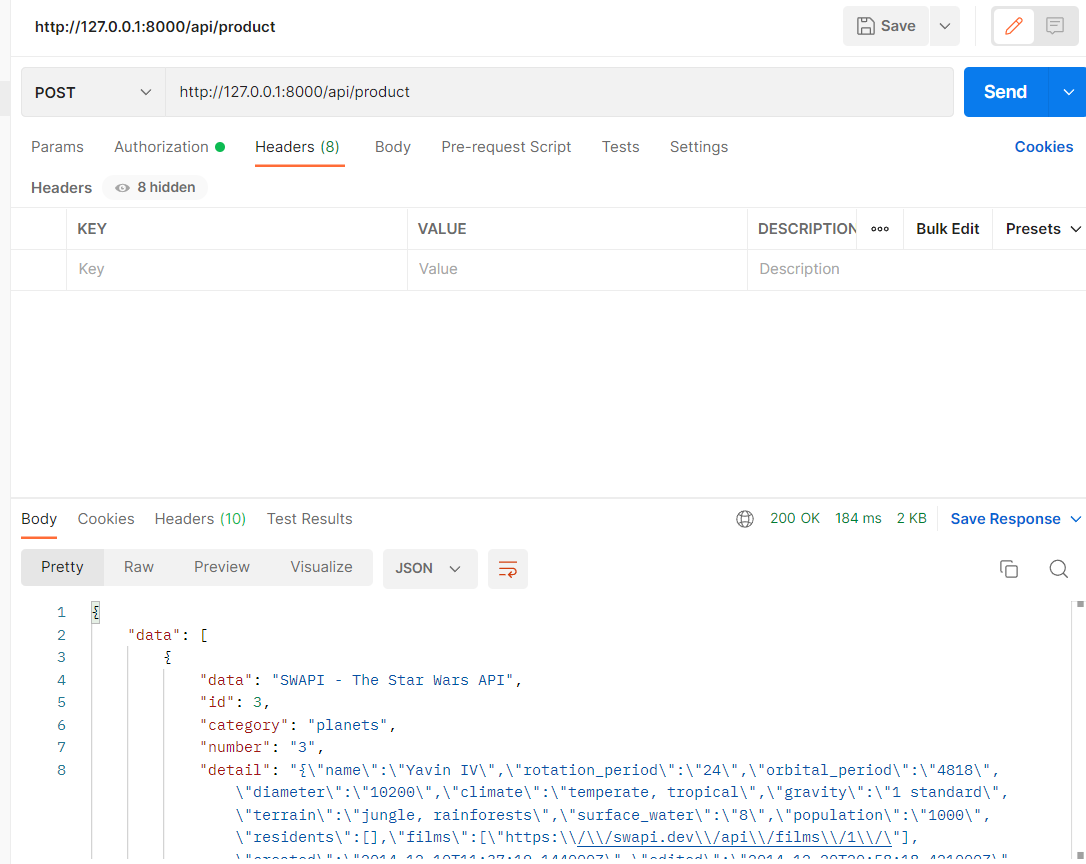 http://127.0.0.1:8000/api/product
Save
POST
http://127.0.0.1:8000/api/product
Send
Params Authorization Headers (8) Body Pre-request Script Tests Settings Cookies
Headers 8 hidden
KEY VALUE DESCRIPTION ooo Bulk Edit Presets
Key Value Description
Body Cookies Headers (10) Test Results 200 OK 184 ms 2 KB Save Response
Pretty Raw Preview Visualize JSON
1 {
2 "data": [
3 {
4 "data": "SWAPI - The Star Wars API",
5 "id": 3,
6 "category": "planets",
7 "number": "3",
8 "detail": "{\"name\":\"Yavin IV\",\"rotation_period\":\"24\",\"orbital_period\":\"4818\",
\"diameter\":\"10200\",\"climate\":\"temperate, tropical\",\"gravity\":\"1 standard\",
\"terrain\":\"jungle, rainforests\",\"surface_water\":\"8\",\"population\":\"1000\",
\"residents\":[],\"films\":[\"https:\\/\\/swapi.dev\\/api\\/films\\/1\\/\"],